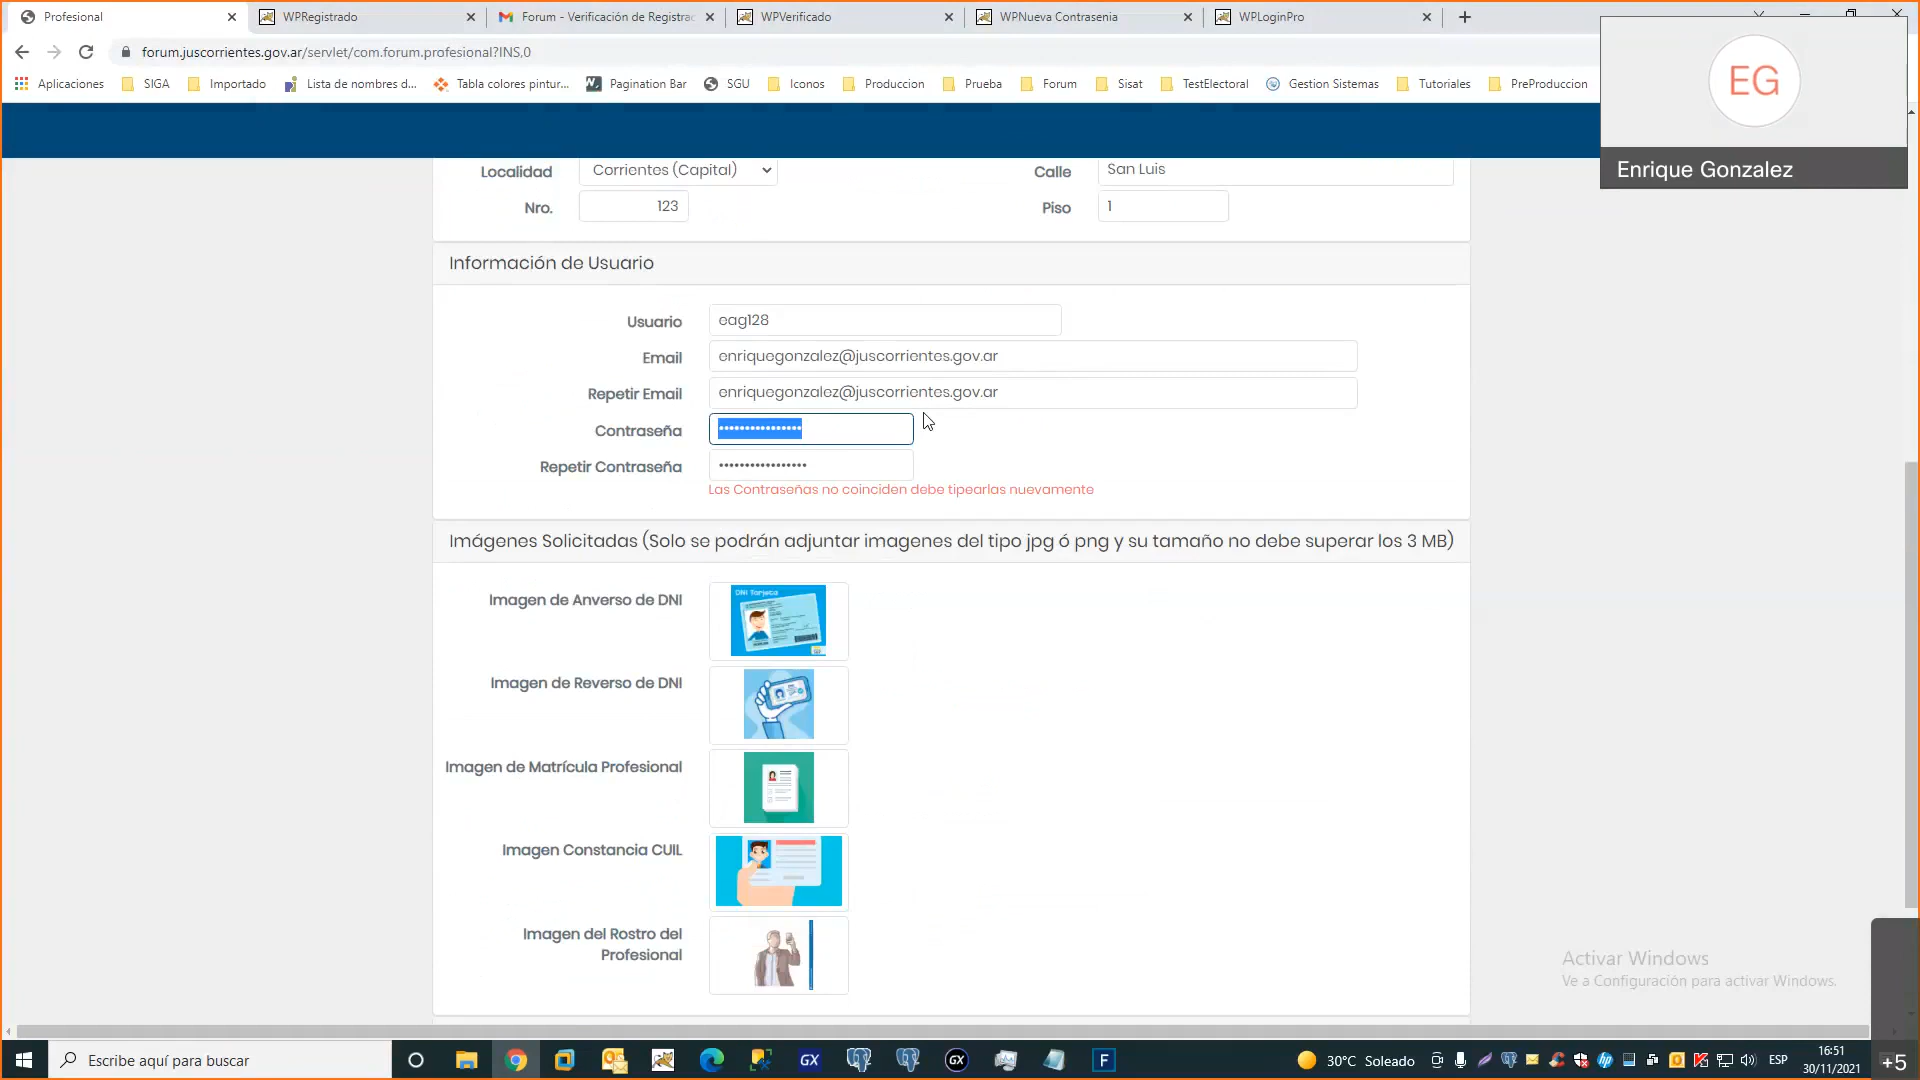 Profesional
WPRegistrado
Forum - Verificación de Registra
WPVerificado
WPNueva Contrasenia
WPLoginPro
forum.juscorrientes.gov.ar/servlet/com.forum.profesional?INS,0
Aplicaciones
SIGA
Importado
Lista de nombres d...
Tabla colores pintur...
Pagination Bar
SGU
Iconos
Produccion
Prueba
Forum
Sisat
TestElectoral
Gestion Sistemas
Tutoriales
PreProduccion
EG
Enrique Gonzalez
Localidad
Corrientes (Capital)
Calle
San Luis
Nro.
123
Piso
1
Información de Usuario
Usuario
eag128
Email
enriquegonzalez@juscorrientes.gov.ar
Repetir Email
enriquegonzalez@juscorrientes.gov.ar
Contraseña
Repetir Contraseña
Las Contraseñas no coinciden debe tipearlas nuevamente
Imágenes Solicitadas (Solo se podrán adjuntar imagenes del tipo jpg ó png y su tamaño no debe superar los 3 MB)
Imagen de Anverso de DNI
DNI Tarjeta
Imagen de Reverso de DNI
Imagen de Matrícula Profesional
Imagen Constancia CUIL
Imagen del Rostro del
Profesional
Activar Windows
Ve a Configuración para activar Windows.
Escribe aquí para buscar
GX
GX
F
30°C Soleado
ESP
16:51
30/11/2021
+5